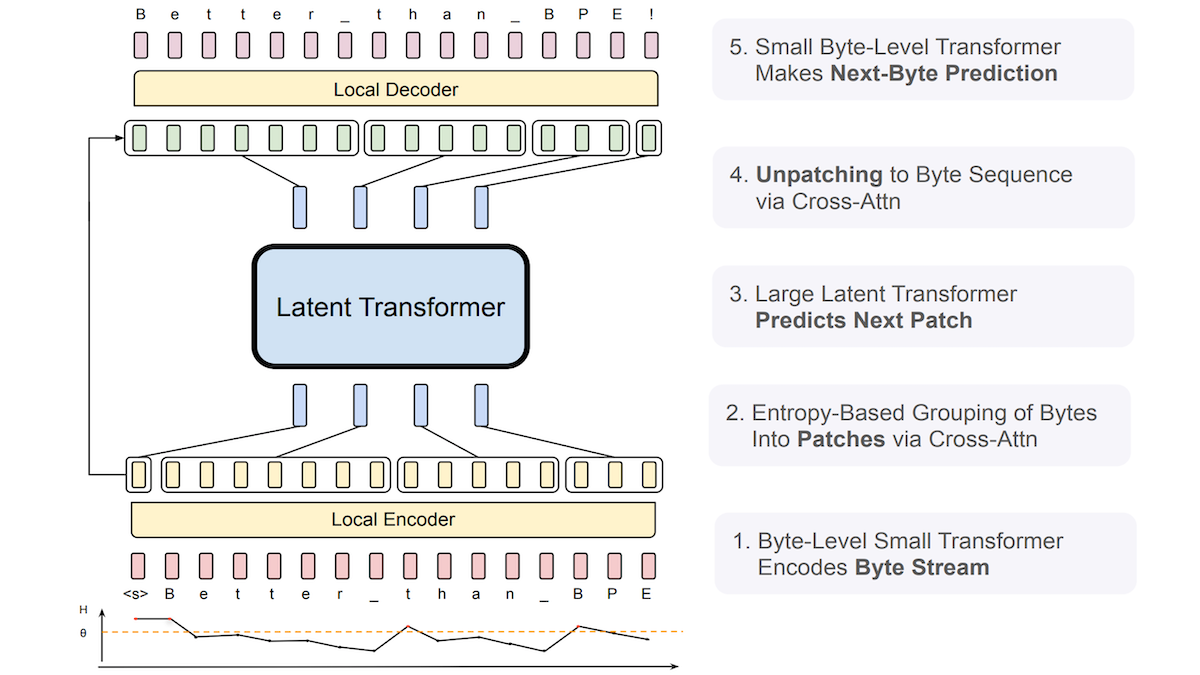 B e t t e r _ t h a n _ B P E !
Local Decoder
Latent Transformer
Local Encoder
<s> B e t t e r _ t h a n _ B P E
H
θ
5. Small Byte-Level Transformer
Makes Next-Byte Prediction
4. Unpatching to Byte Sequence
via Cross-Attn
3. Large Latent Transformer
Predicts Next Patch
2. Entropy-Based Grouping of Bytes
Into Patches via Cross-Attn
1. Byte-Level Small Transformer
Encodes Byte Stream